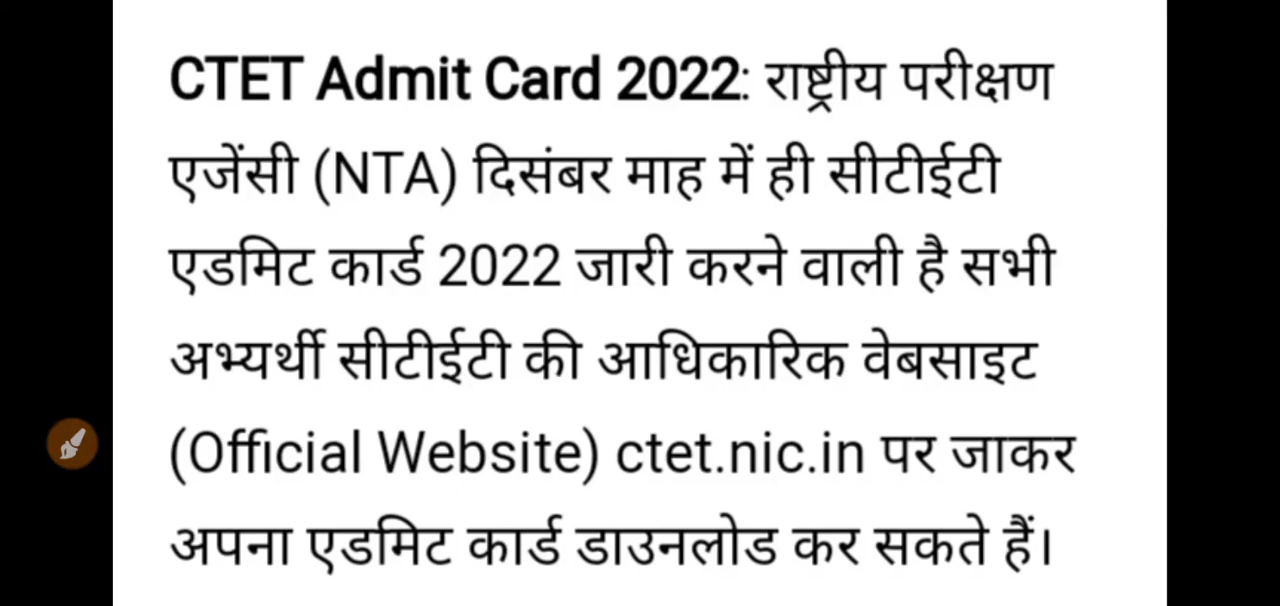 CTET Admit Card 2022: राष्ट्रीय परीक्षण
एजेंसी (NTA) दिसंबर माह में ही सीटीईटी
एडमिट कार्ड 2022 जारी करने वाली है सभी
अभ्यर्थी सीटीईटी की आधिकारिक वेबसाइट
(Official Website) ctet.nic.in पर जाकर
अपना एडमिट कार्ड डाउनलोड कर सकते हैं।